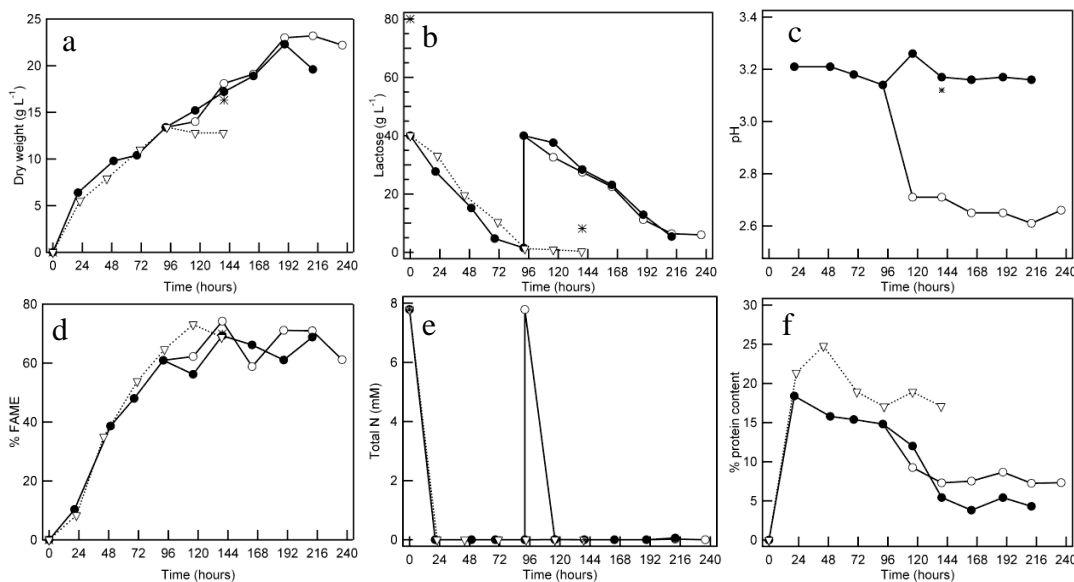 a
25
20
15
10
5
0
Dry weight (g L⁻¹)
0 24 48 72 96 120 144 168 192 216 240
Time (hours)
b
80
60
40
20
0
Lactose (g L⁻¹)
0 24 48 72 96 120 144 168 192 216 240
Time (hours)
c
3.4
3.2
3.0
2.8
2.6
pH
0 24 48 72 96 120 144 168 192 216 240
Time (hours)
d
80
60
40
20
0
% FAME
0 24 48 72 96 120 144 168 192 216 240
Time (hours)
e
8
6
4
2
0
Total N (mM)
0 24 48 72 96 120 144 168 192 216 240
Time (hours)
f
30
25
20
15
10
5
0
% protein content
0 24 48 72 96 120 144 168 192 216 240
Time (hours)